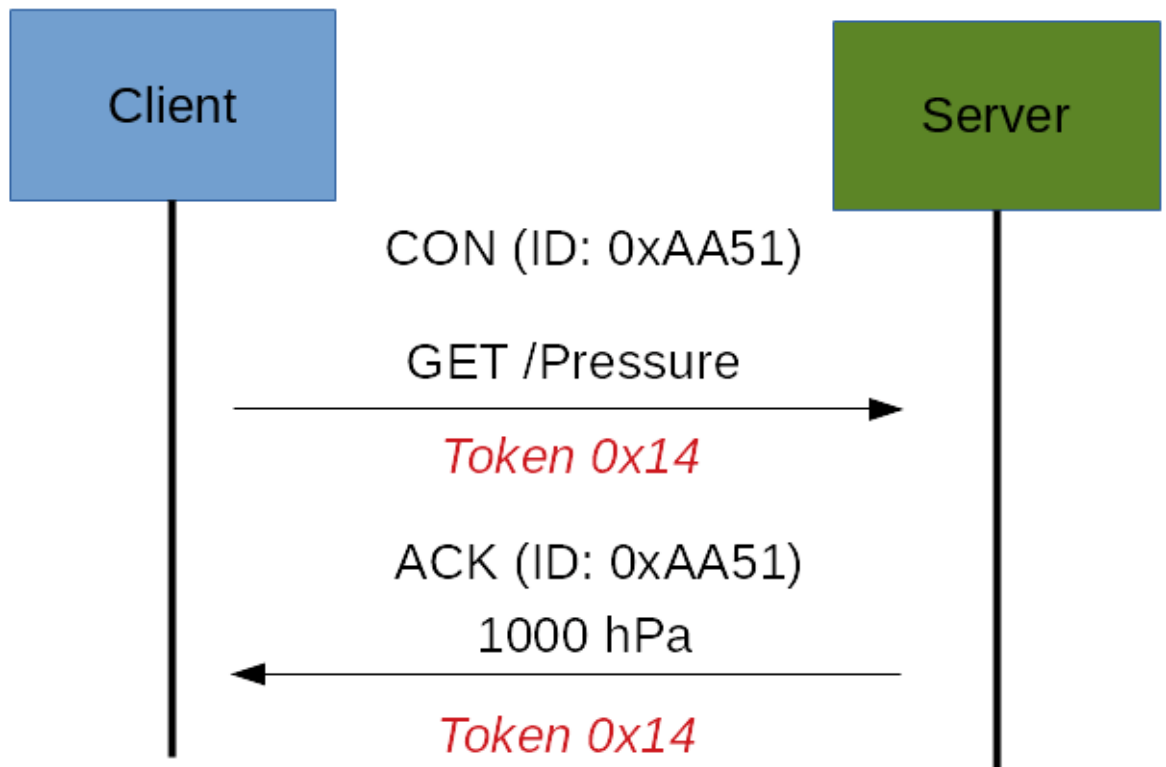 Client
Server
CON (ID: 0xAA51)
GET /Pressure
Token 0x14
ACK (ID: 0xAA51)
1000 hPa
Token 0x14